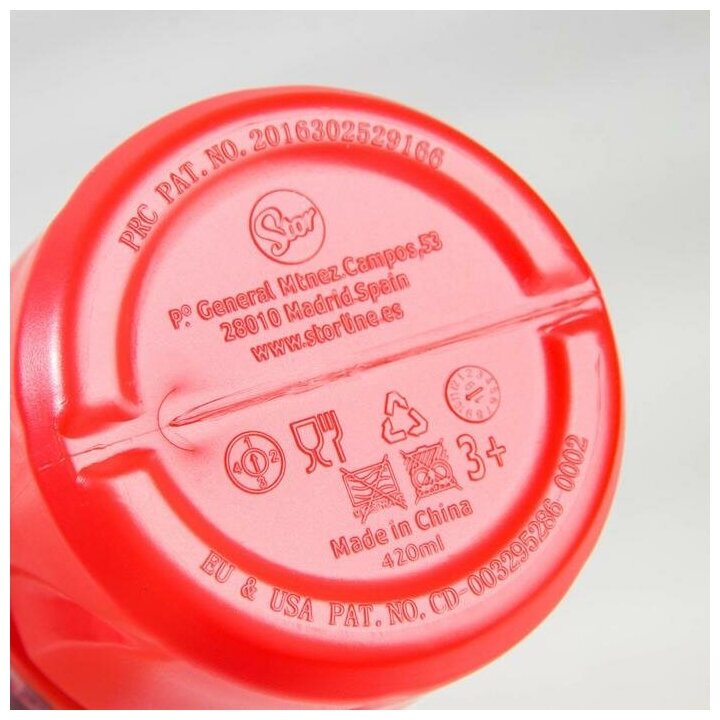 PRC PAT.NO.2016302529166
Stor
Pº General Mtnez.Campos,53
28010 Madrid.Spain
www.storline.es
3+
Made in China
420ml
EU & USA PAT.NO.CD-003295286-0002